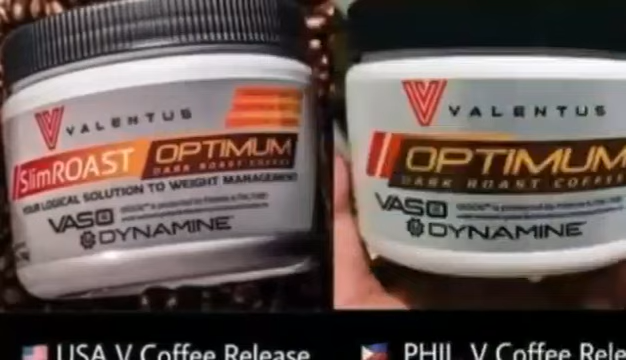 VALENTUS
SlimROAST OPTIMUM
DARK ROAST COFFEE
YOUR LOGICAL SOLUTION TO WEIGHT MANAGEMENT
VASO
DYNAMINE
VALENTUS
OPTIMUM
DARK ROAST COFFEE
VASO
DYNAMINE
USA V Coffee Release
PHIL V Coffee Rele